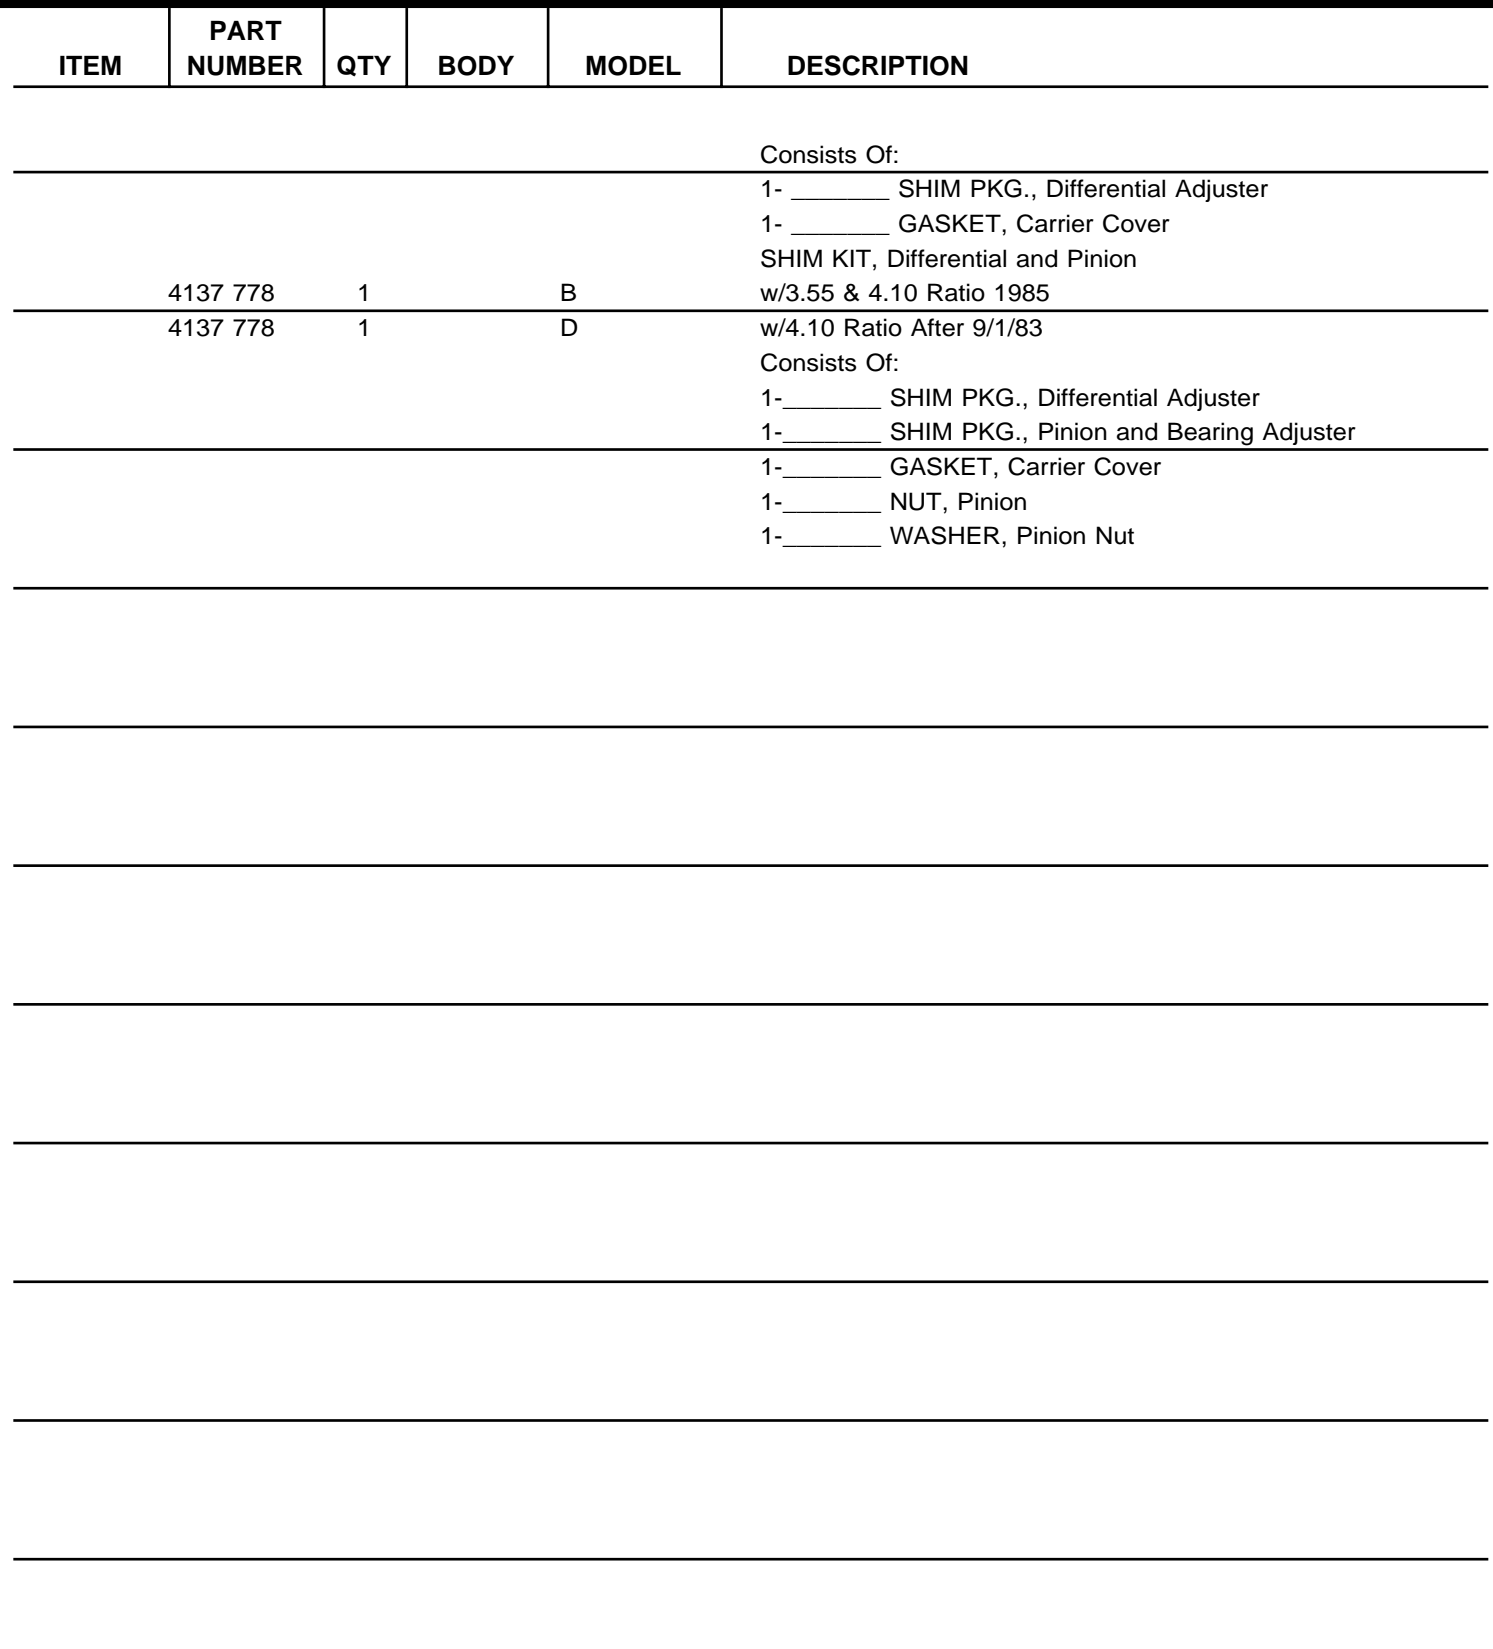 PART
ITEM NUMBER QTY BODY MODEL DESCRIPTION
Consists Of:
1- _______ SHIM PKG., Differential Adjuster
1- _______ GASKET, Carrier Cover
SHIM KIT, Differential and Pinion
4137 778 1 B w/3.55 & 4.10 Ratio 1985
4137 778 1 D w/4.10 Ratio After 9/1/83
Consists Of:
1-_______ SHIM PKG., Differential Adjuster
1-_______ SHIM PKG., Pinion and Bearing Adjuster
1-_______ GASKET, Carrier Cover
1-_______ NUT, Pinion
1-_______ WASHER, Pinion Nut